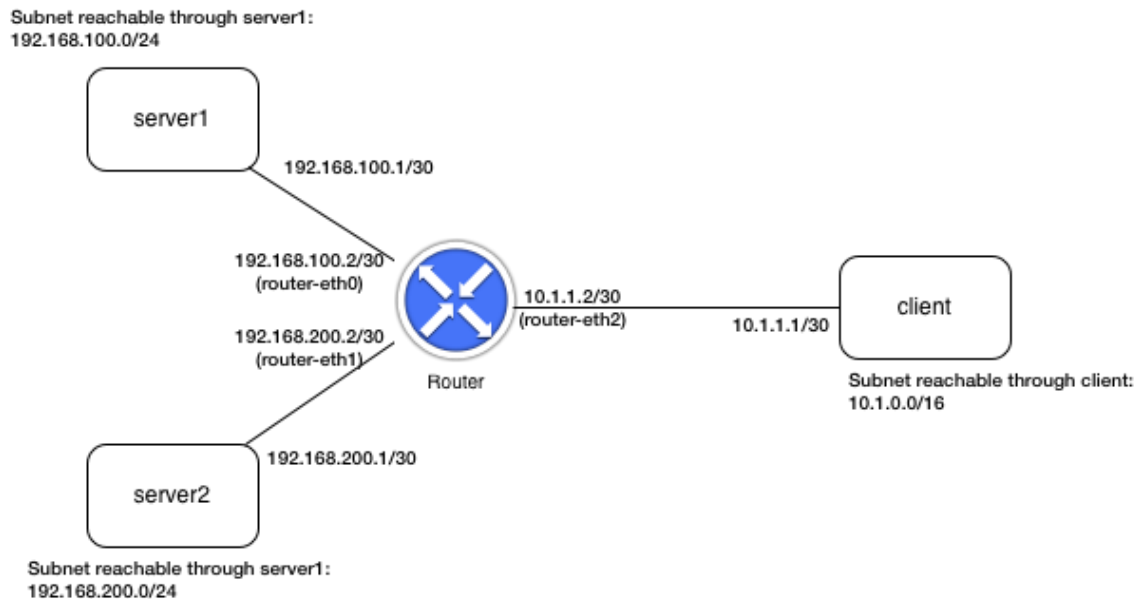 Subnet reachable through server1:
192.168.100.0/24
server1
192.168.100.1/30
192.168.100.2/30
(router-eth0)
192.168.200.2/30
(router-eth1)
10.1.1.2/30
(router-eth2)
10.1.1.1/30
client
Router
Subnet reachable through client:
10.1.0.0/16
192.168.200.1/30
server2
Subnet reachable through server1:
192.168.200.0/24